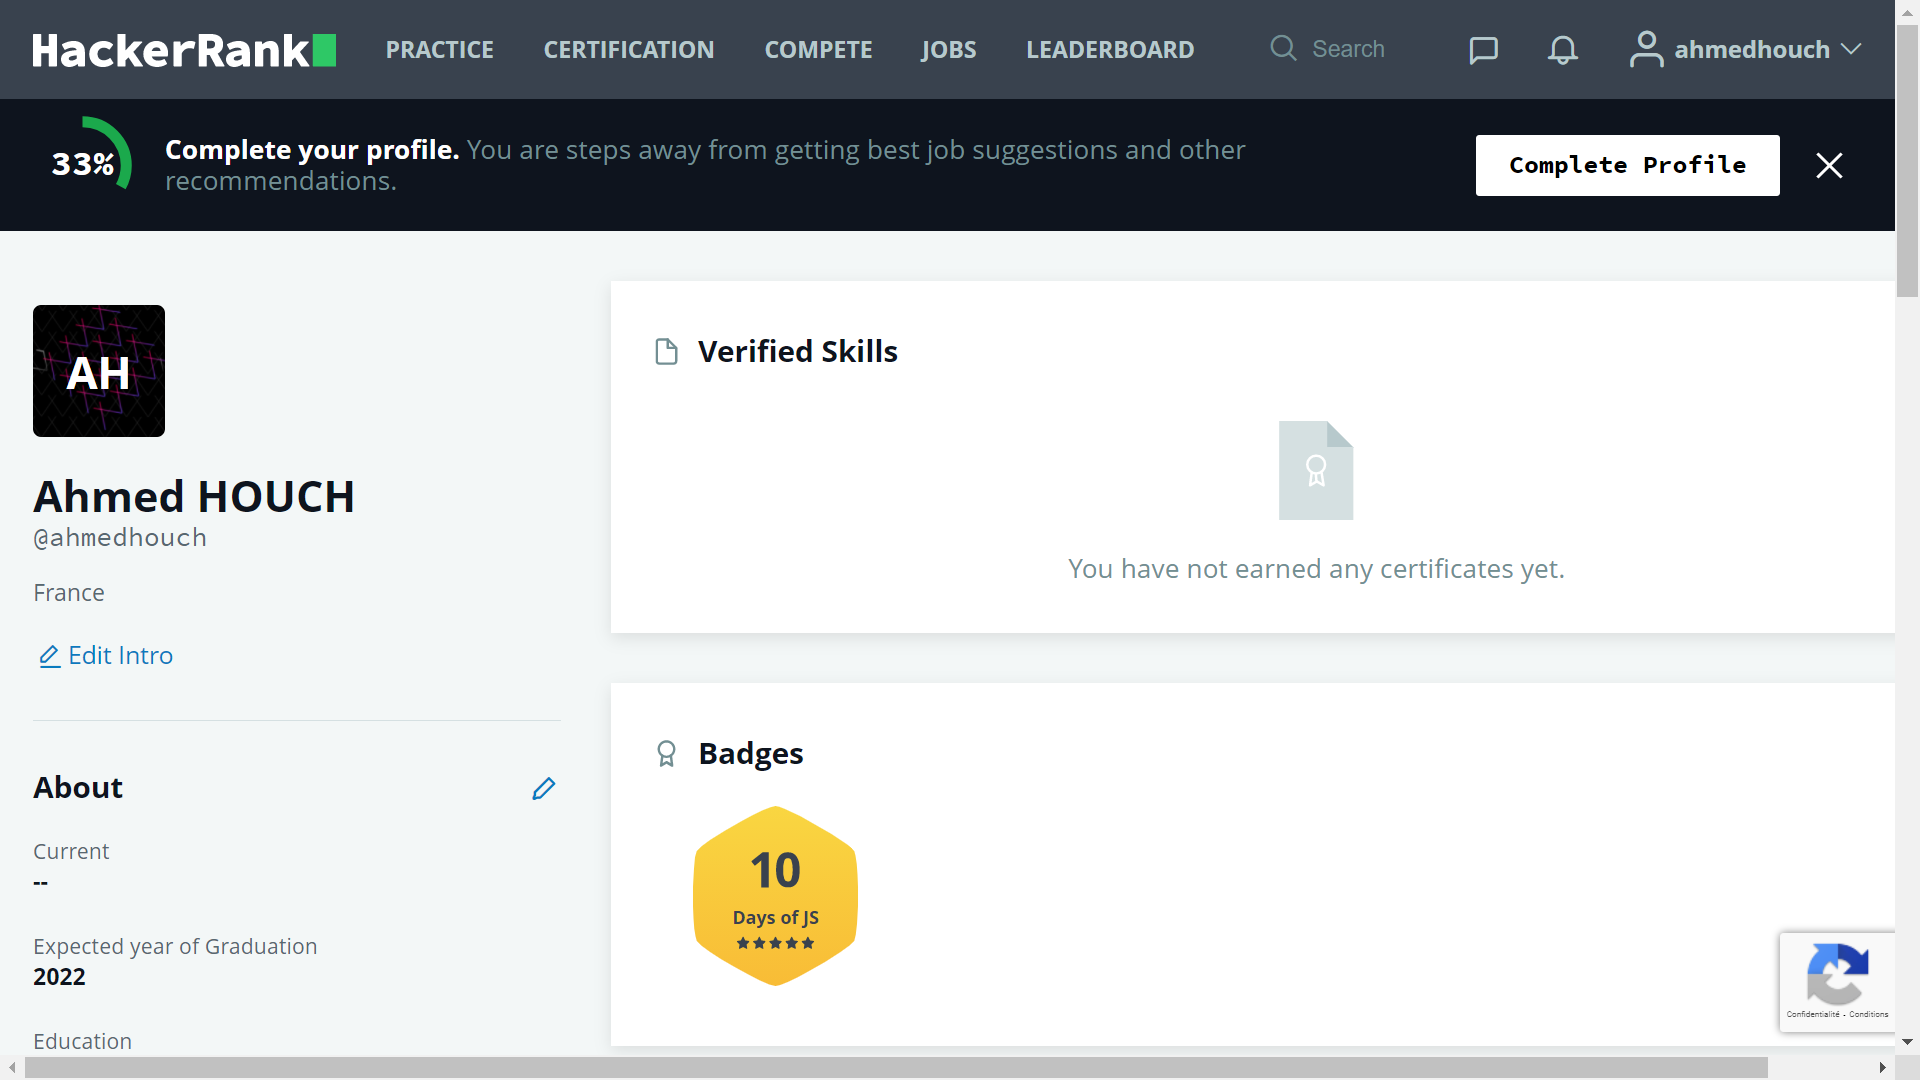 HackerRank
PRACTICE
CERTIFICATION
COMPETE
JOBS
LEADERBOARD
Search
ahmedhouch
33%
Complete your profile. You are steps away from getting best job suggestions and other
recommendations.
Complete Profile
AH
Ahmed HOUCH
@ahmedhouch
France
Edit Intro
About
Current
--
Expected year of Graduation
2022
Education
Verified Skills
You have not earned any certificates yet.
Badges
10
Days of JS
Confidentialité - Conditions